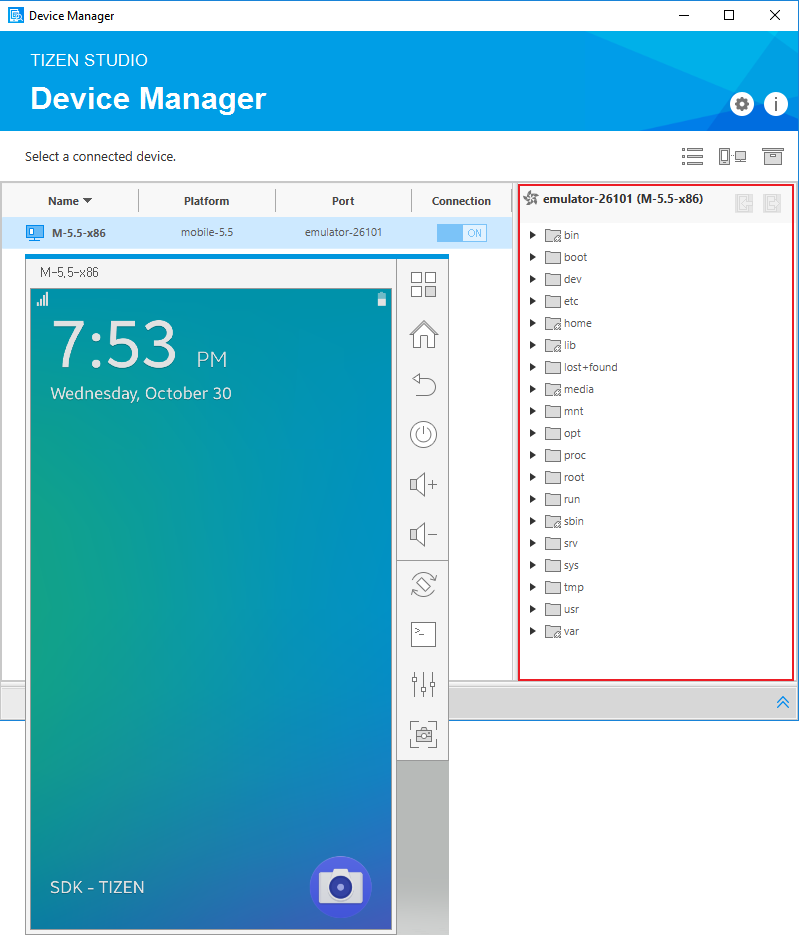 Device Manager
TIZEN STUDIO
Device Manager
i
Select a connected device.
Name Platform Port Connection
M-5.5-x86 mobile-5.5 emulator-26101 ON
M-5,5-x86
7:53 PM
Wednesday, October 30
>_
SDK - TIZEN
emulator-26101 (M-5.5-x86)
bin
boot
dev
etc
home
lib
lost+found
media
mnt
opt
proc
root
run
sbin
srv
sys
tmp
usr
var